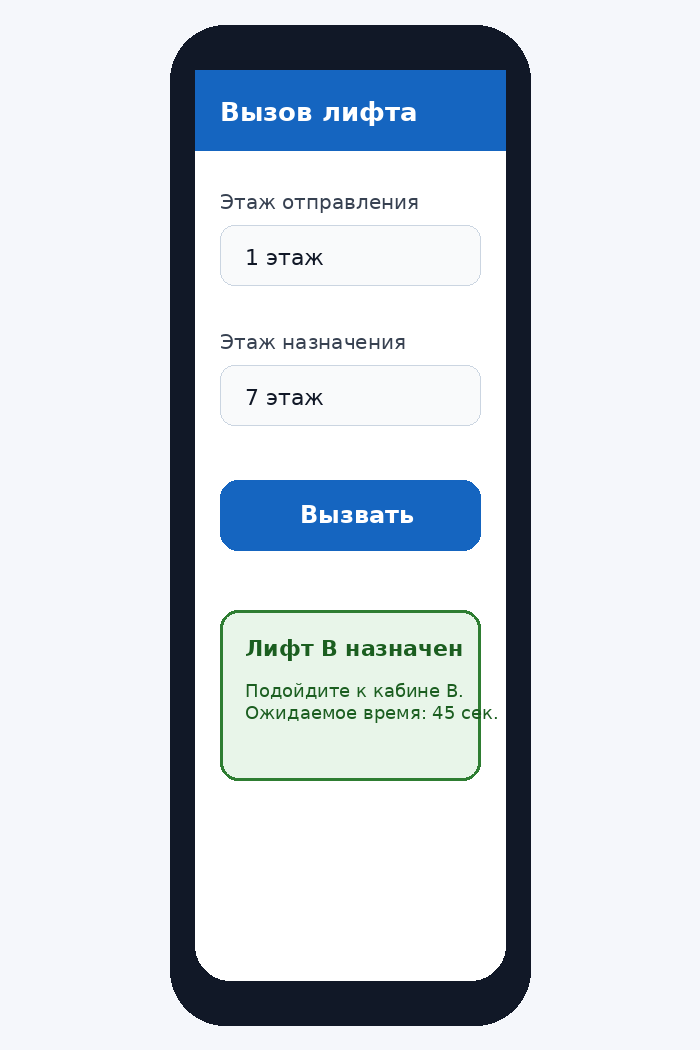 Вызов лифта
Этаж отправления
1 этаж
Этаж назначения
7 этаж
Вызвать
Лифт B назначен
Подойдите к кабине B.
Ожидаемое время: 45 сек.